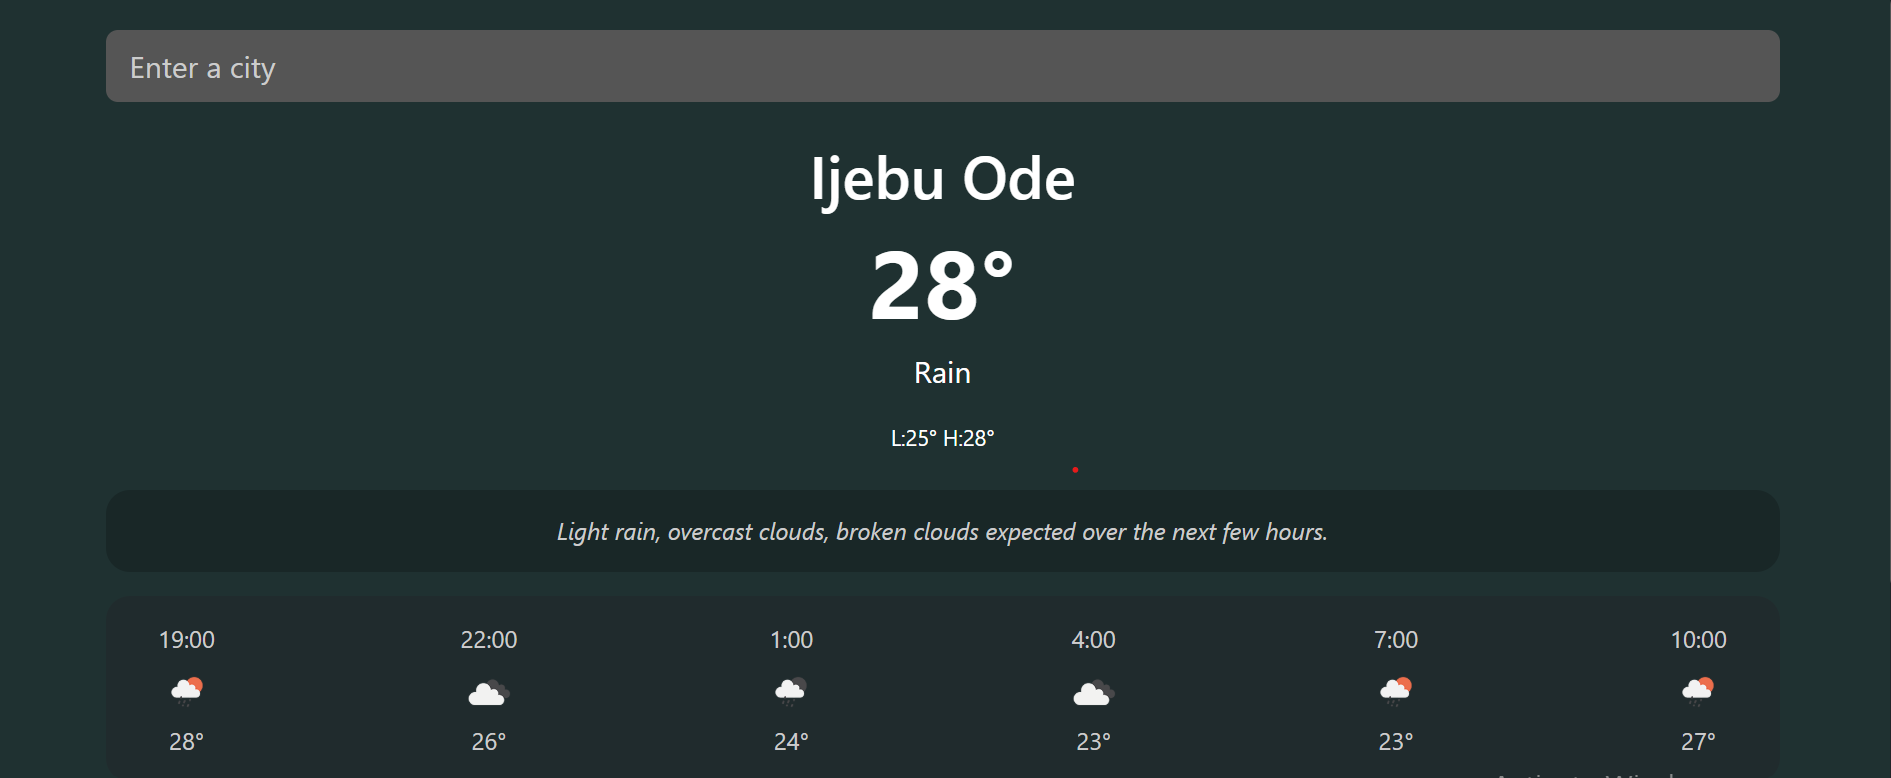 Enter a city
Ijebu Ode
28°
Rain
L:25° H:28°
Light rain, overcast clouds, broken clouds expected over the next few hours.
19:00 22:00 1:00 4:00 7:00 10:00
28° 26° 24° 23° 23° 27°